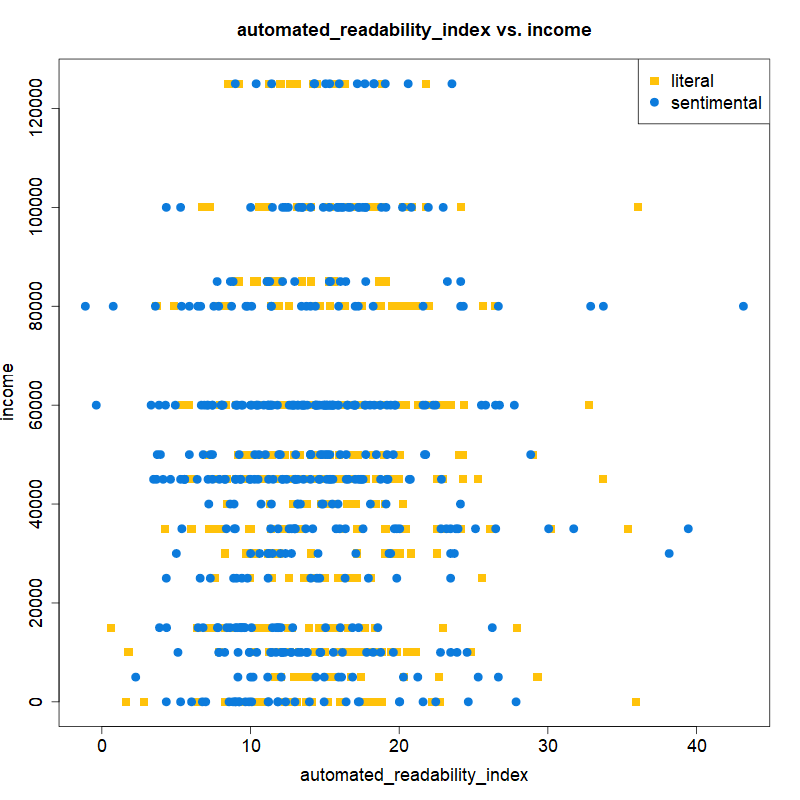 automated_readability_index vs. income
literal
sentimental
income
120000
100000
80000
60000
40000
20000
0
0 10 20 30 40
automated_readability_index